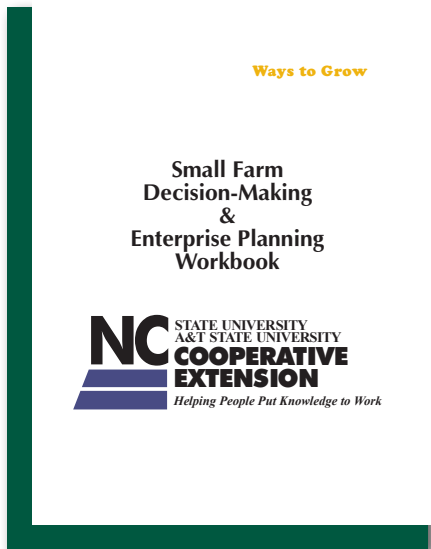 Ways to Grow
Small Farm
Decision-Making
&
Enterprise Planning
Workbook
NC STATE UNIVERSITY
A&T STATE UNIVERSITY
COOPERATIVE
EXTENSION
Helping People Put Knowledge to Work